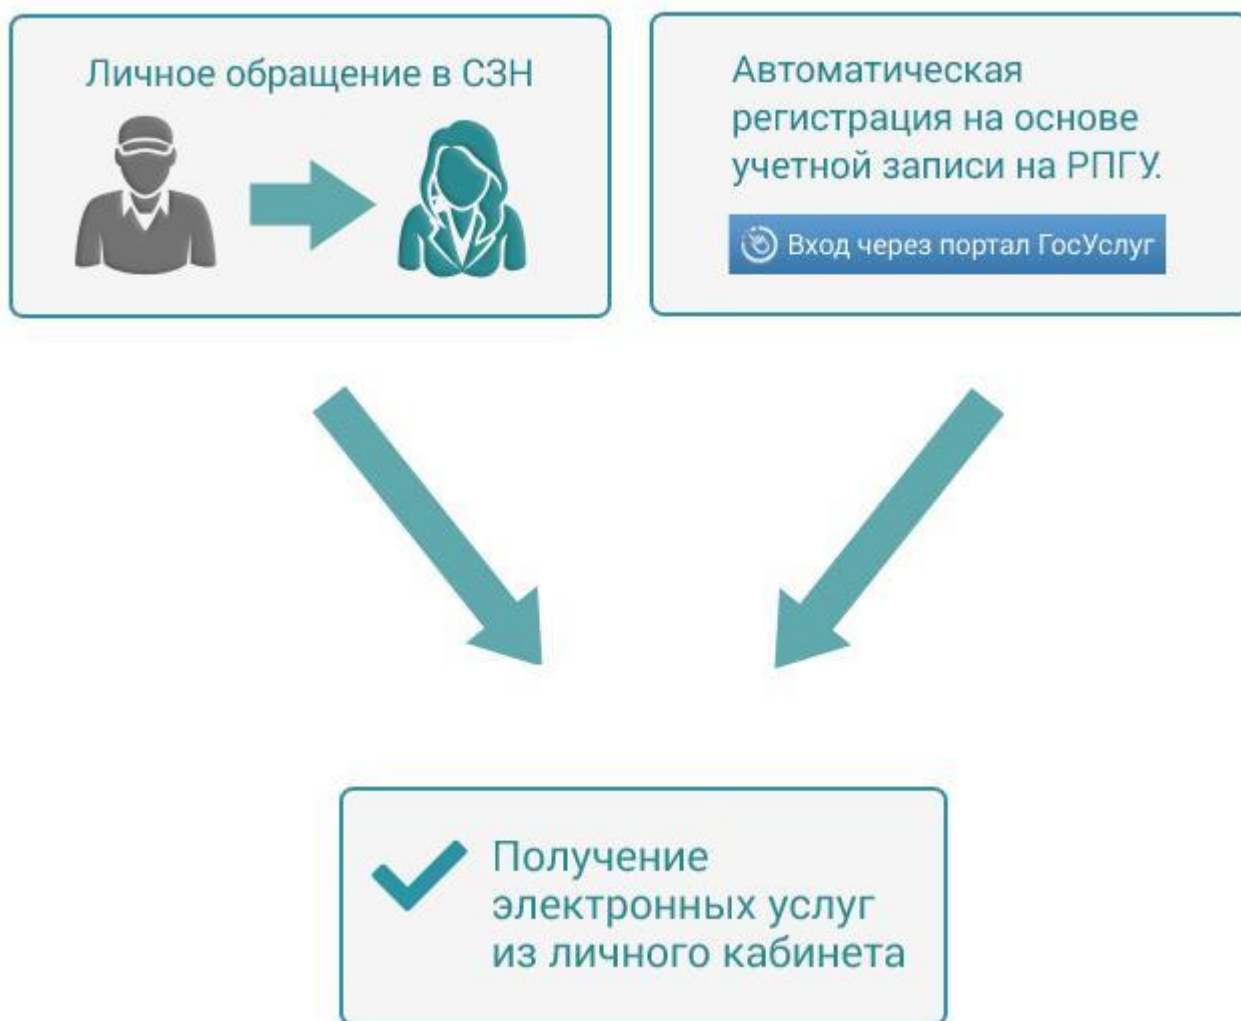 Личное обращение в СЗН
Автоматическая
регистрация на основе
учетной записи на РПГУ.
Вход через портал ГосУслуг
Получение
электронных услуг
из личного кабинета